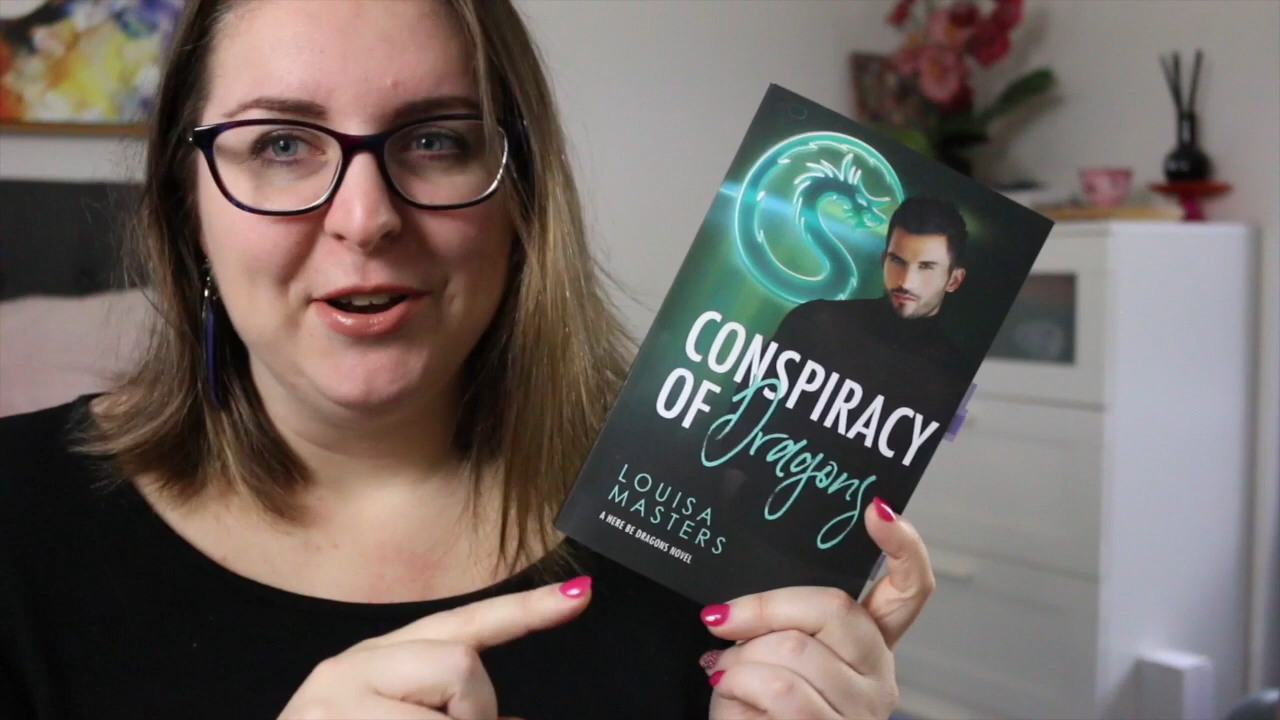 CONSPIRACY
OF Dragons
LOUISA
MASTERS
A HERE BE DRAGONS NOVEL